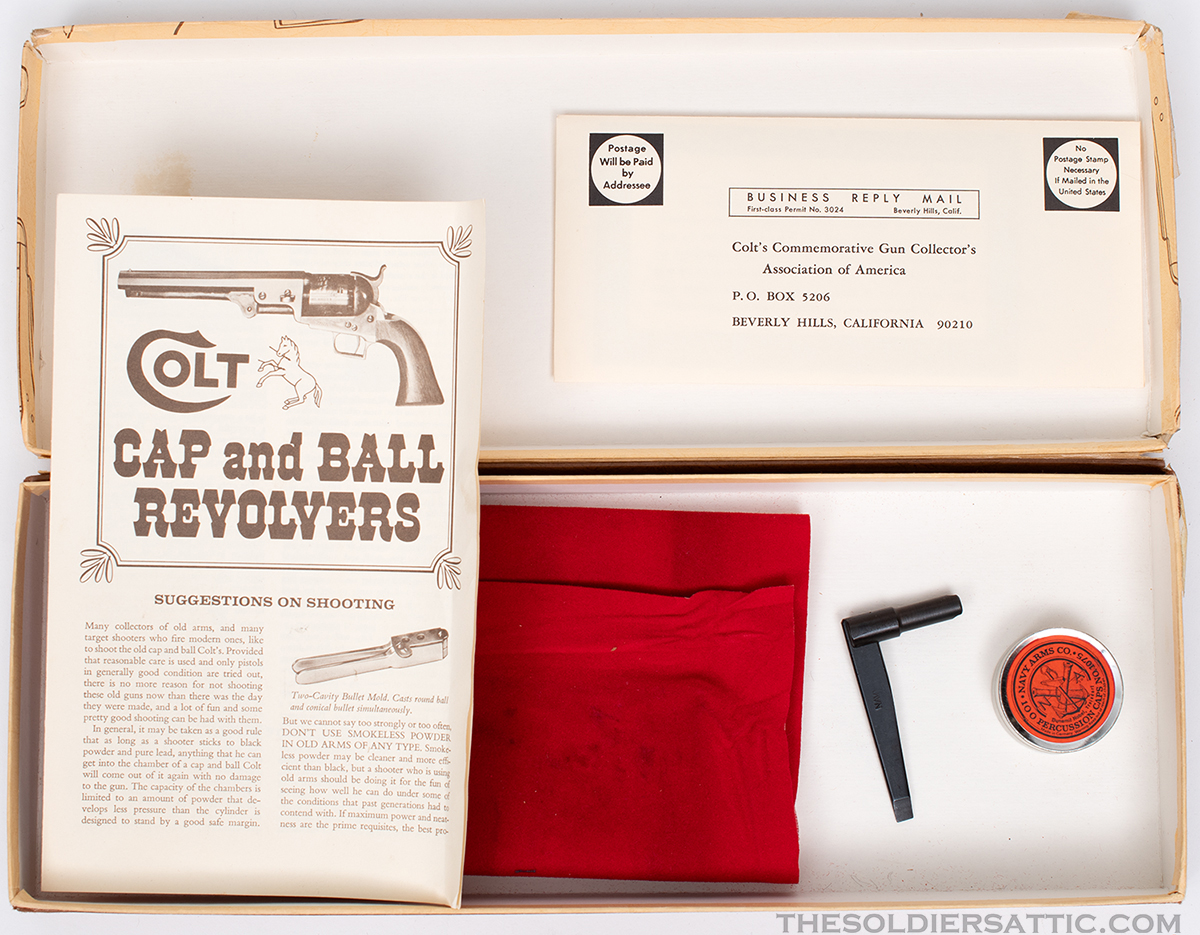 Postage
Will be Paid
by
Addressee
No
Postage Stamp
Necessary
If Mailed in the
United States
BUSINESS REPLY MAIL
First-class Permit No. 3024 Beverly Hills, Calif.
Colt's Commemorative Gun Collector's
Association of America
P. O. BOX 5206
BEVERLY HILLS, CALIFORNIA 90210
COLT
CAP and BALL
REVOLVERS
SUGGESTIONS ON SHOOTING
Many collectors of old arms, and many
target shooters who fire modern ones, like
to shoot the old cap and ball Colt's. Provided
that reasonable care is used and only pistols
in generally good condition are tried out,
there is no more reason for not shooting
these old guns now than there was the day
they were made, and a lot of fun and some
pretty good shooting can be had with them.
In general, it may be taken as a good rule
that as long as a shooter sticks to black
powder and pure lead, anything that he can
get into the chamber of a cap and ball Colt
will come out of it again with no damage
to the gun. The capacity of the chambers is
limited to an amount of powder that de-
velops less pressure than the cylinder is
designed to stand by a good safe margin.
Two-Cavity Bullet Mold. Casts round ball
and conical bullet simultaneously.
But we cannot say too strongly or too often,
DON'T USE SMOKELESS POWDER
IN OLD ARMS OF ANY TYPE. Smoke-
less powder may be cleaner and more effi-
cient than black, but a shooter who is using
old arms should be doing it for the fun of
seeing how well he can do under some of
the conditions that past generations had to
contend with. If maximum power and neat-
ness are the prime requisites, the best pro-
NAVY ARMS CO.
100 PERCUSSION CAPS
THESOLDIERSATTIC.COM